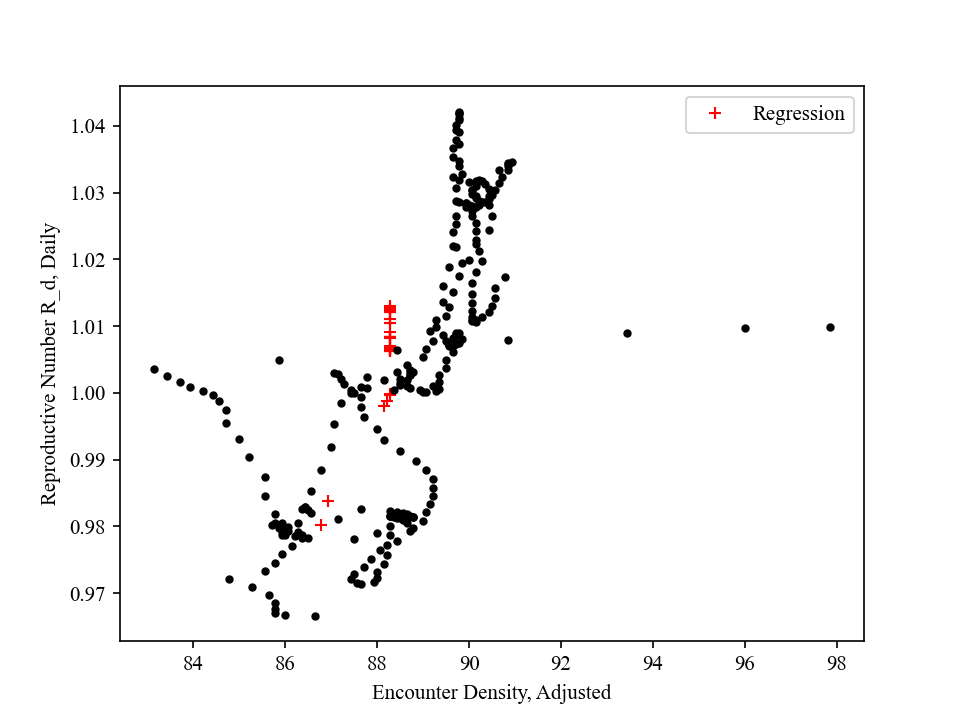 Regression
1.04
1.03
1.02
1.01
1.00
0.99
0.98
0.97
Reproductive Number R_d, Daily
84 86 88 90 92 94 96 98
Encounter Density, Adjusted